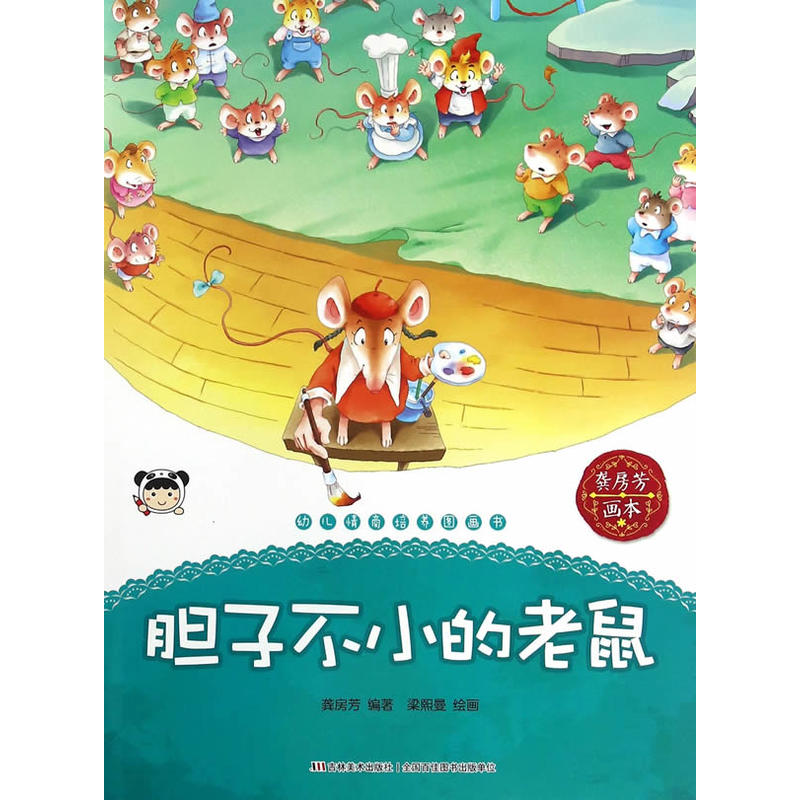 龚房芳
画本
幼儿情商培养图画书
胆子不小的老鼠
龚房芳 编著 梁熙曼 绘画
吉林美术出版社 | 全国百佳图书出版单位